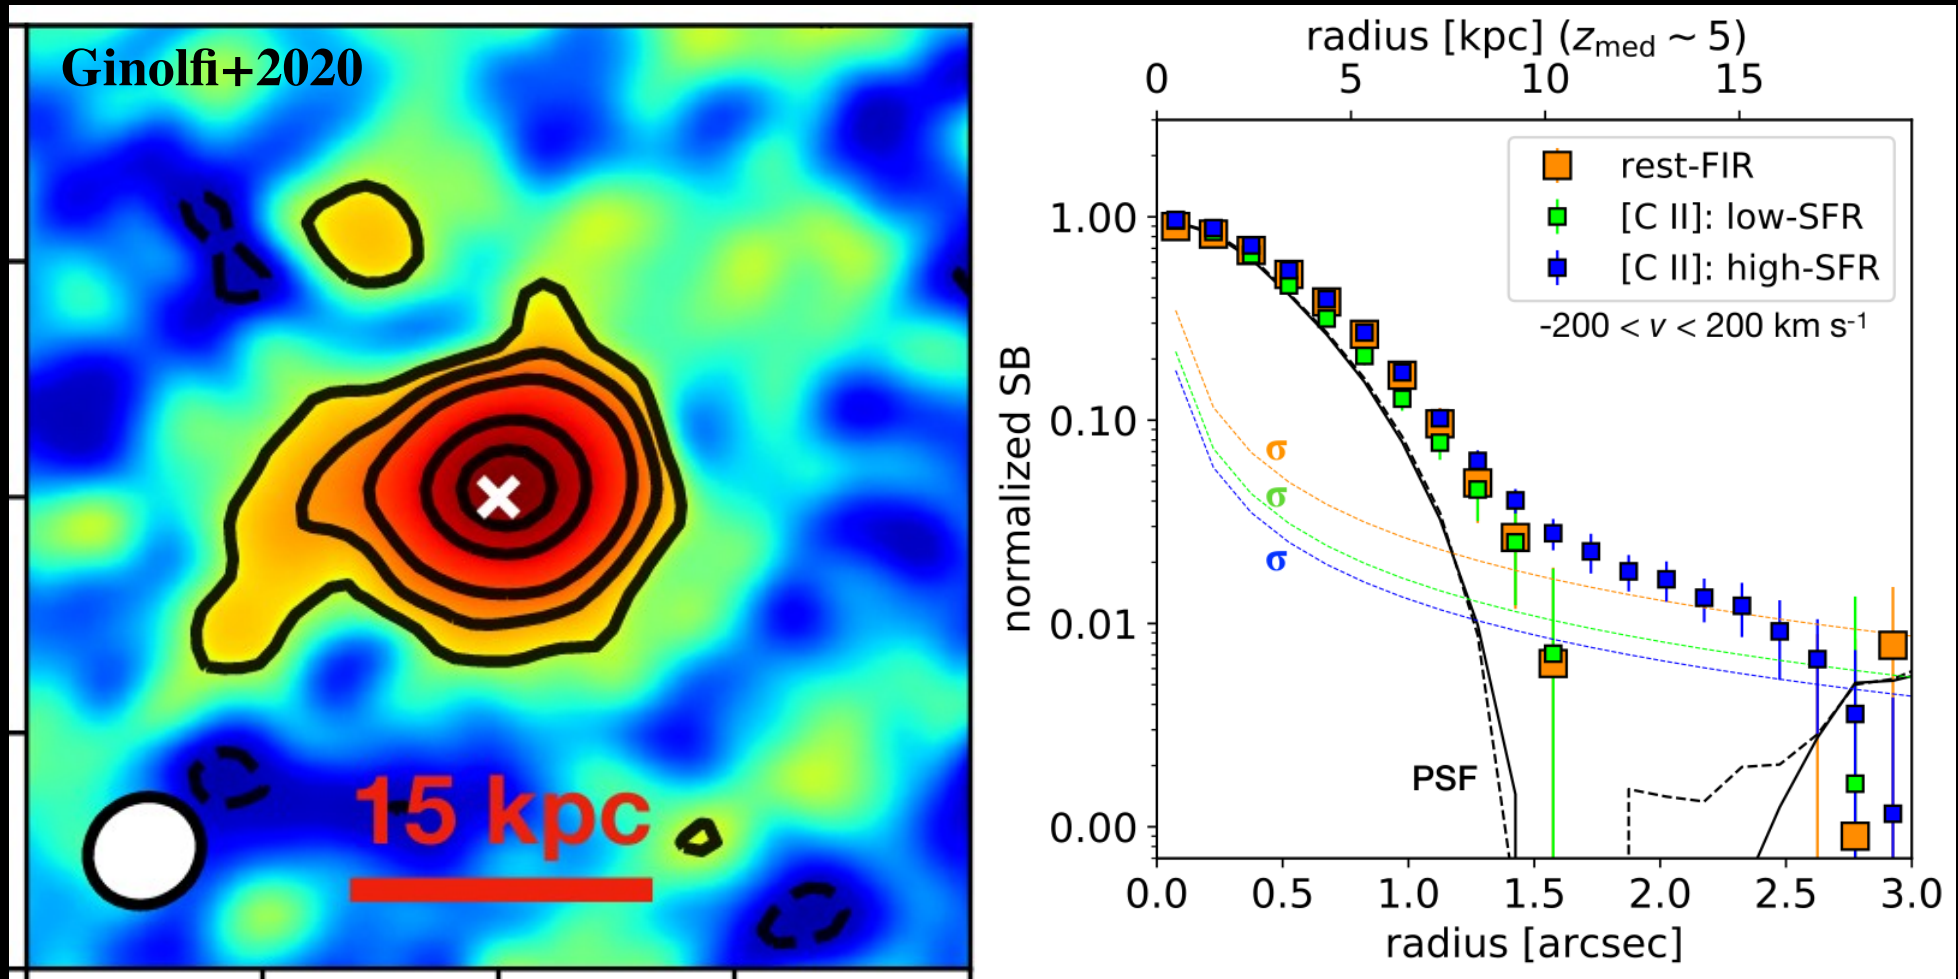 Ginolfi+2020
15 kpc
radius [kpc] (z_med ~ 5)
0 5 10 15
rest-FIR
[C II]: low-SFR
[C II]: high-SFR
-200 < v < 200 km s⁻¹
normalized SB
1.00
0.10
0.01
0.00
σ
σ
σ
PSF
0.0 0.5 1.0 1.5 2.0 2.5 3.0
radius [arcsec]